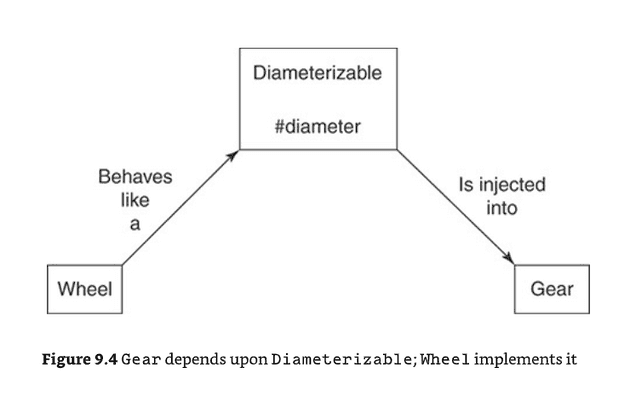 Diameterizable
#diameter
Behaves
like
a
Is injected
into
Wheel
Gear
Figure 9.4 Gear depends upon Diameterizable; Wheel implements it